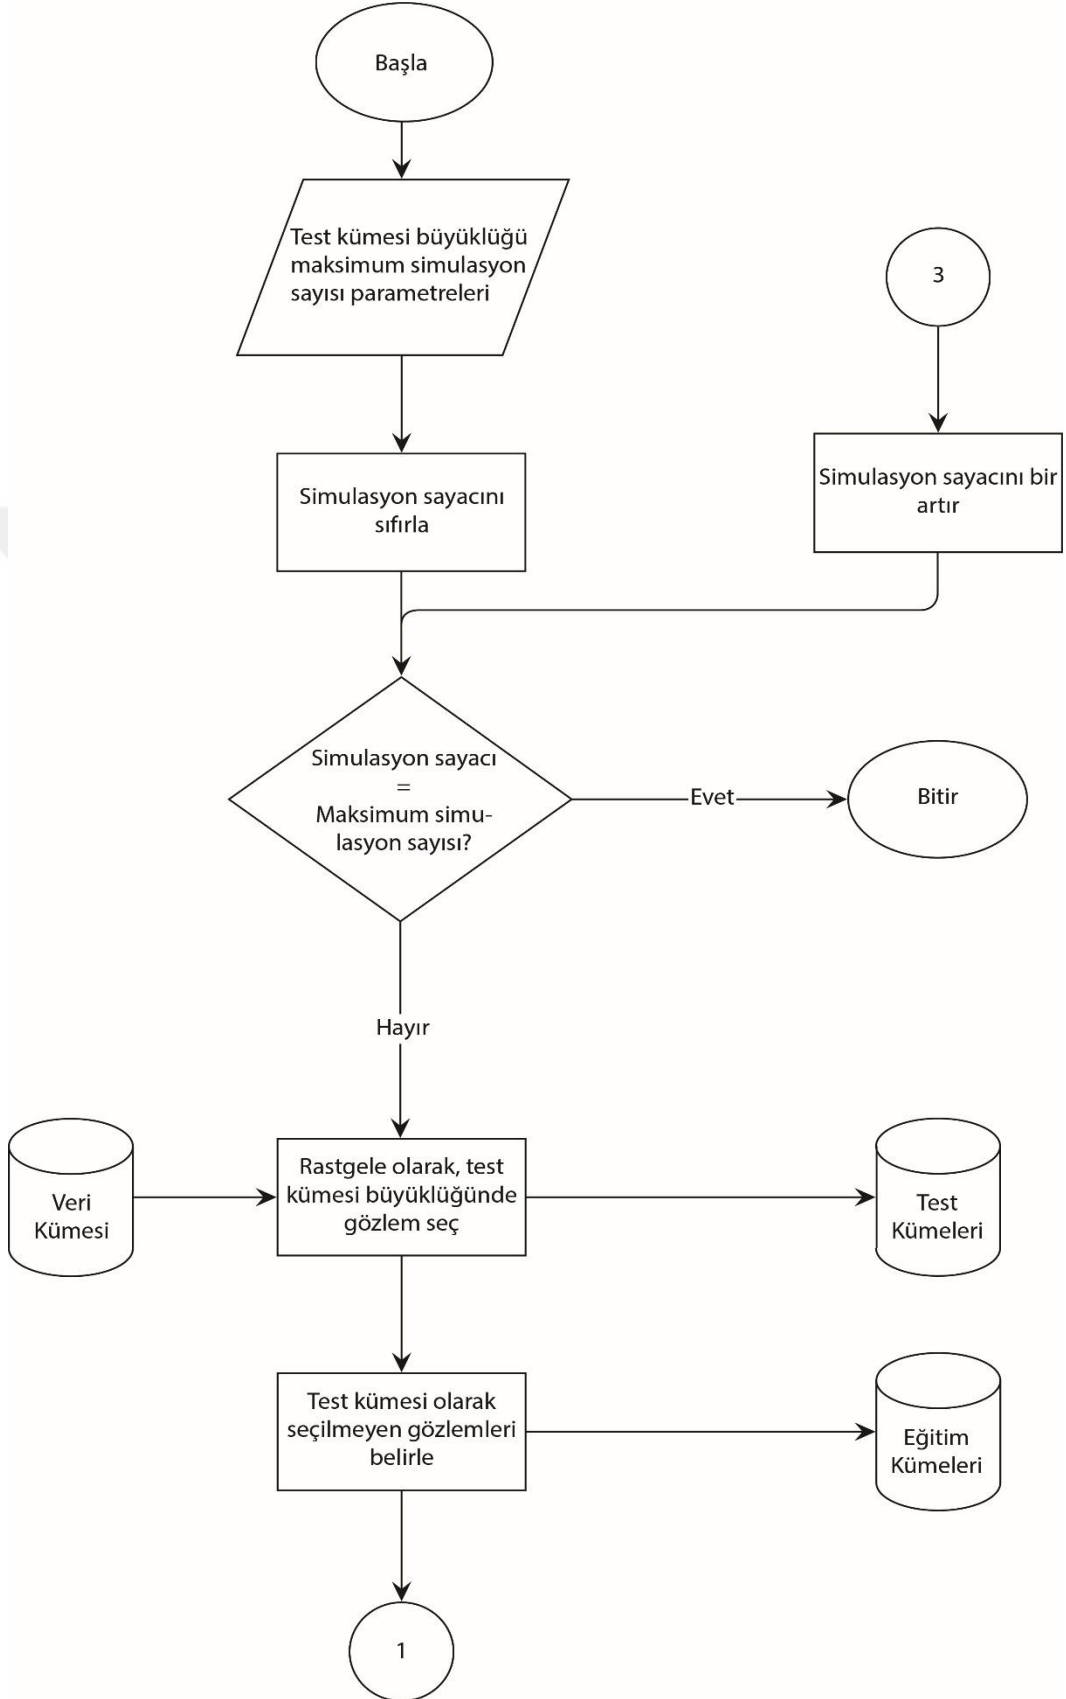 Başla
Test kümesi büyüklüğü
maksimum simulasyon
sayısı parametreleri
3
Simulasyon sayacını
sıfırla
Simulasyon sayacını bir
artır
Simulasyon sayacı
=
Maksimum simu-
lasyon sayısı?
Evet
Bitir
Hayır
Veri
Kümesi
Rastgele olarak, test
kümesi büyüklüğünde
gözlem seç
Test
Kümeleri
Test kümesi olarak
seçilmeyen gözlemleri
belirle
Eğitim
Kümeleri
1